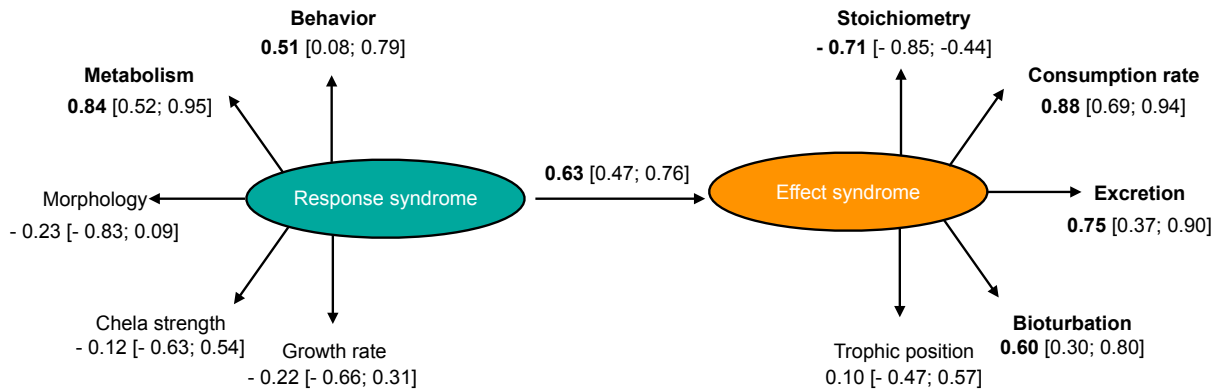 Behavior
0.51 [0.08; 0.79]
Metabolism
0.84 [0.52; 0.95]
Morphology
- 0.23 [- 0.83; 0.09]
Response syndrome
Chela strength
- 0.12 [- 0.63; 0.54]
Growth rate
- 0.22 [- 0.66; 0.31]
0.63 [0.47; 0.76]
Effect syndrome
Stoichiometry
- 0.71 [- 0.85; -0.44]
Consumption rate
0.88 [0.69; 0.94]
Excretion
0.75 [0.37; 0.90]
Bioturbation
0.60 [0.30; 0.80]
Trophic position
0.10 [- 0.47; 0.57]